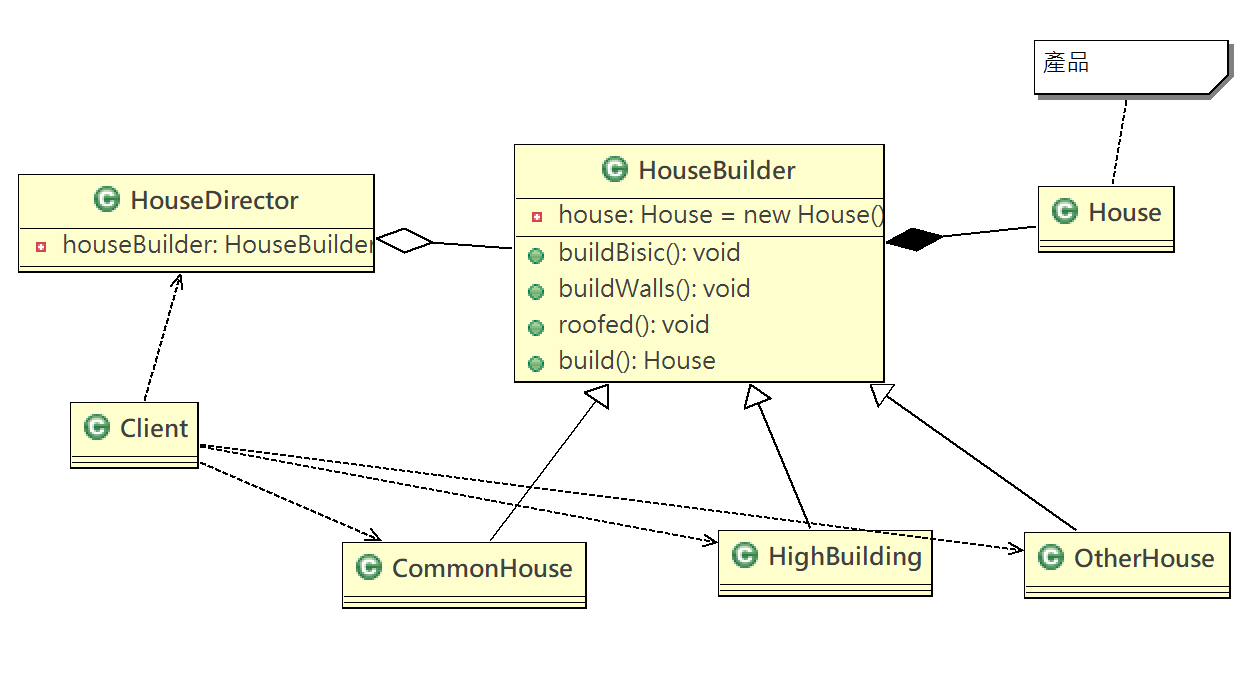 產品
HouseDirector
houseBuilder: HouseBuilder
HouseBuilder
house: House = new House()
buildBisic(): void
buildWalls(): void
roofed(): void
build(): House
House
Client
CommonHouse
HighBuilding
OtherHouse